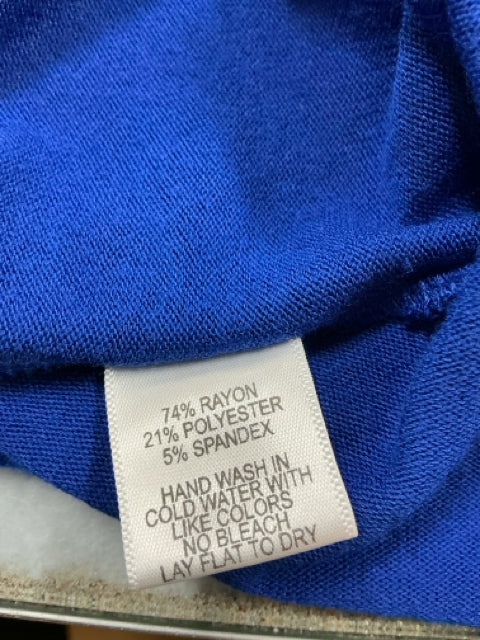 74% RAYON
21% POLYESTER
5% SPANDEX
HAND WASH IN
COLD WATER WITH
LIKE COLORS
NO BLEACH
LAY FLAT TO DRY